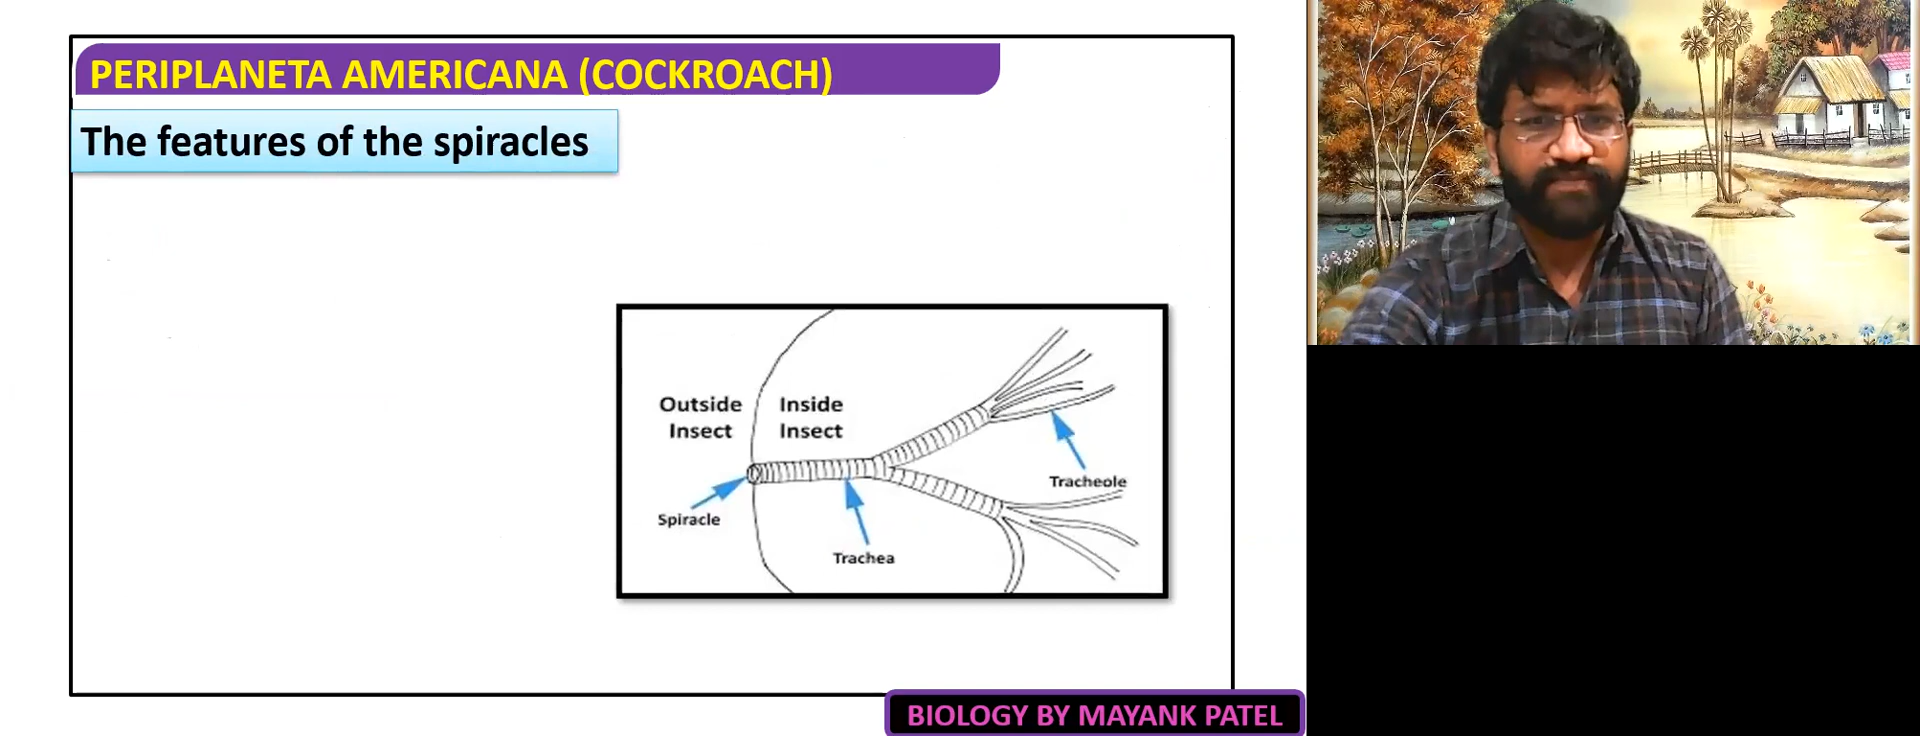 PERIPLANETA AMERICANA (COCKROACH)
The features of the spiracles
Outside
Insect
Inside
Insect
Spiracle
Trachea
Tracheole
BIOLOGY BY MAYANK PATEL